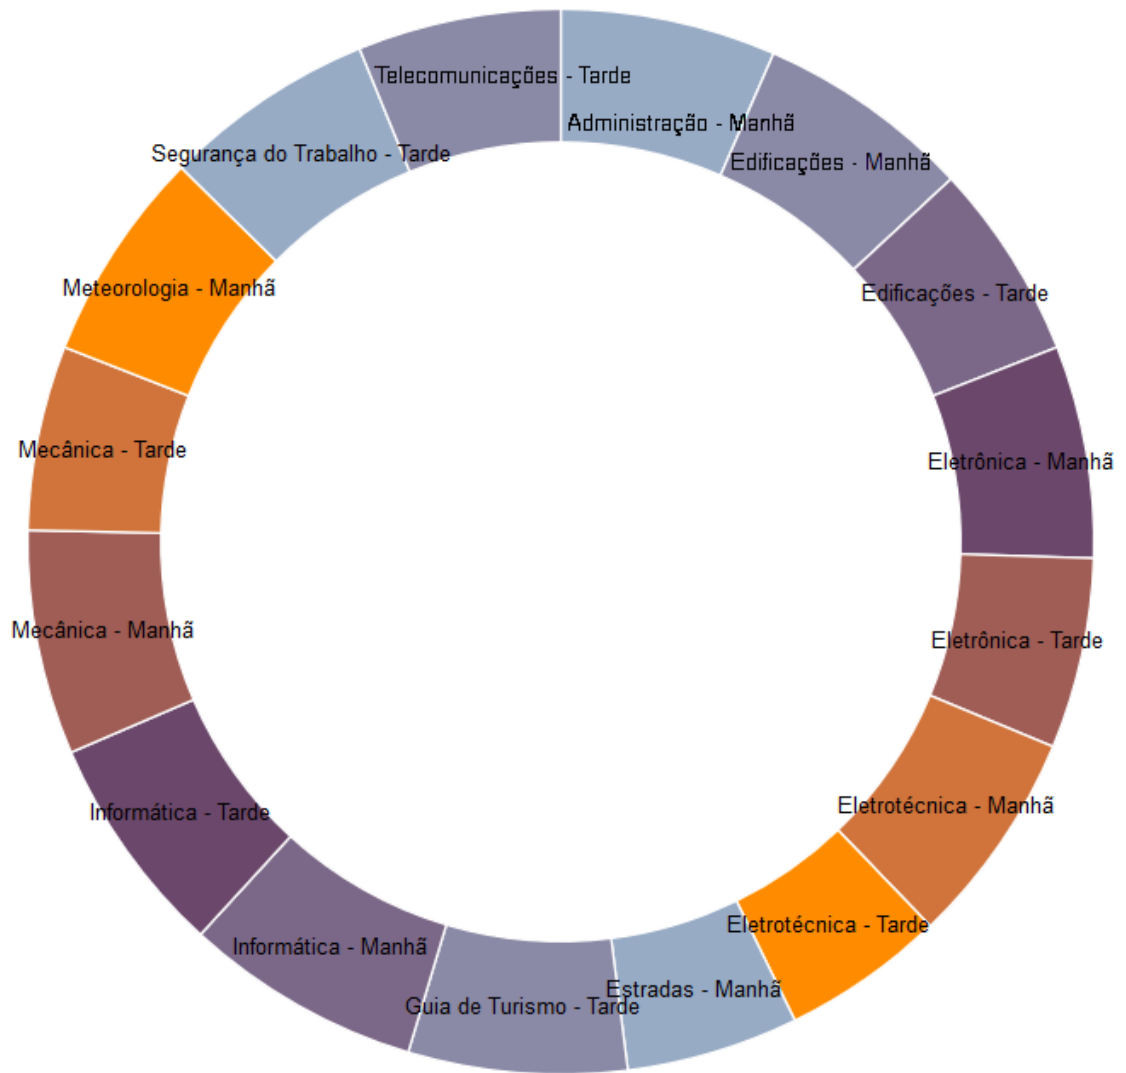 Telecomunicações - Tarde
Administração - Manhã
Segurança do Trabalho - Tarde
Edificações - Manhã
Meteorologia - Manhã
Edificações - Tarde
Mecânica - Tarde
Eletrônica - Manhã
Mecânica - Manhã
Eletrônica - Tarde
Informática - Tarde
Eletrotécnica - Manhã
Eletrotécnica - Tarde
Informática - Manhã
Estradas - Manhã
Guia de Turismo - Tarde